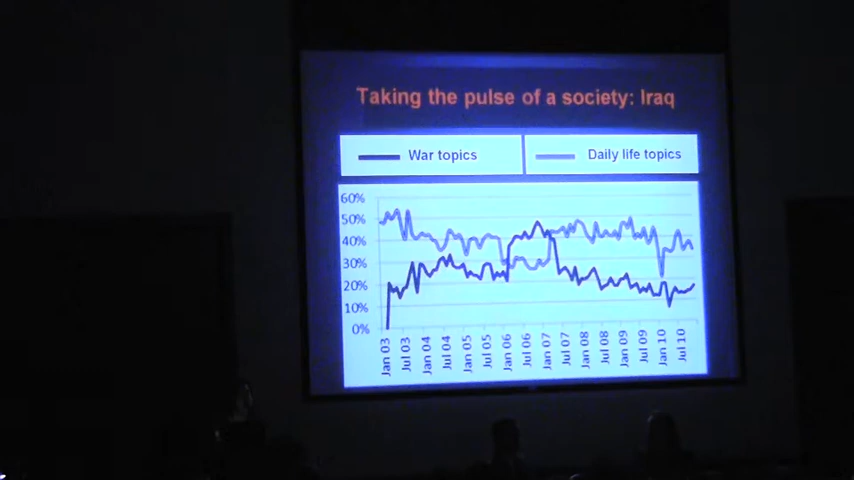 Taking the pulse of a society: Iraq
War topics
Daily life topics
60%
50%
40%
30%
20%
10%
0%
Jan 03
Jul 03
Jan 04
Jul 04
Jan 05
Jul 05
Jan 06
Jul 06
Jan 07
Jul 07
Jan 08
Jul 08
Jan 09
Jul 09
Jan 10
Jul 10